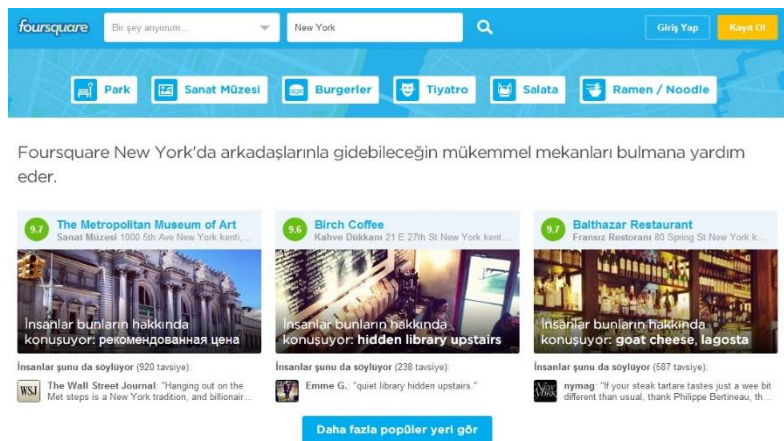 foursquare
Bir şey arıyorum...
New York
Giriş Yap
Kayıt Ol
Park
Sanat Müzesi
Burgerler
Tiyatro
Salata
Ramen / Noodle
Foursquare New York'da arkadaşlarınla gidebileceğin mükemmel mekanları bulmana yardım
eder.
9.7
The Metropolitan Museum of Art
Sanat Müzesi 1000 5th Ave New York kenti,...
İnsanlar bunların hakkında
konuşuyor: рекомендованная цена
İnsanlar şunu da söylüyor (920 tavsiye):
WSJ
The Wall Street Journal: "Hanging out on the
Met steps is a New York tradition, and billionair...
9.6
Birch Coffee
Kahve Dükkanı 21 E 27th St New York kent...
İnsanlar bunların hakkında
konuşuyor: hidden library upstairs
İnsanlar şunu da söylüyor (238 tavsiye):
Emme G.: "quiet library hidden upstairs."
9.7
Balthazar Restaurant
Fransız Restoranı 80 Spring St New York k...
İnsanlar bunların hakkında
konuşuyor: goat cheese, lagosta
İnsanlar şunu da söylüyor (587 tavsiye):
New York
nymag: "If your steak tartare tastes just a wee bit
different than usual, thank Philippe Bertineau, th...
Daha fazla popüler yeri gör